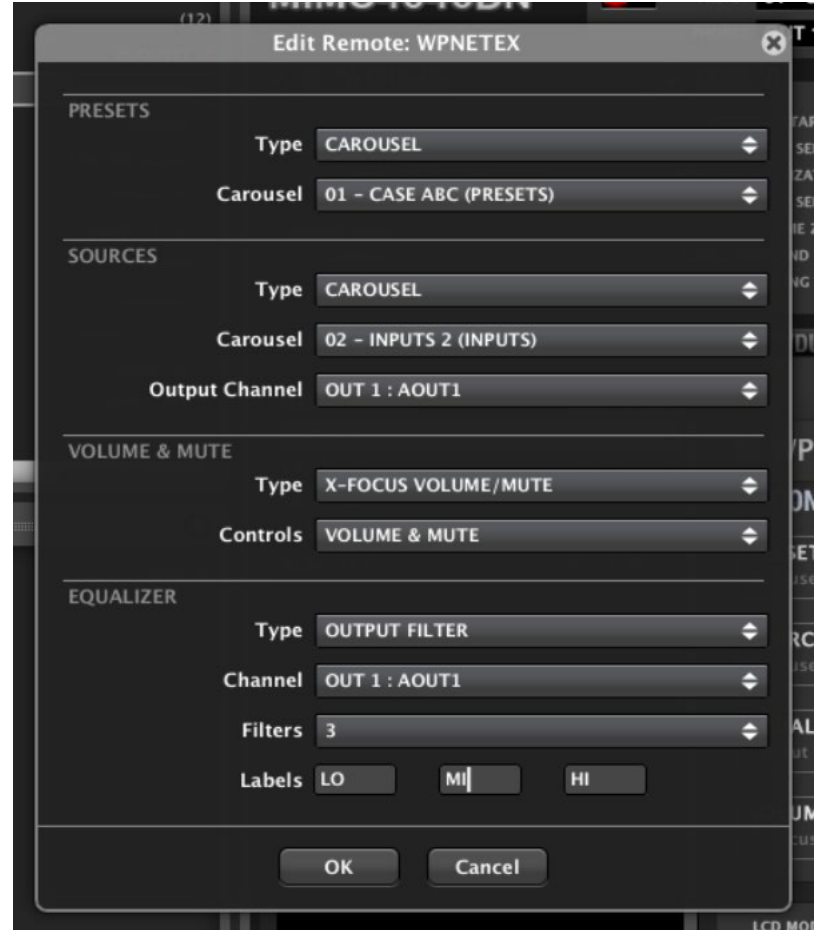 (12)
Edit Remote: WPNETEX
PRESETS
Type CAROUSEL
Carousel 01 – CASE ABC (PRESETS)
SOURCES
Type CAROUSEL
Carousel 02 – INPUTS 2 (INPUTS)
Output Channel OUT 1 : AOUT1
VOLUME & MUTE
Type X-FOCUS VOLUME/MUTE
Controls VOLUME & MUTE
EQUALIZER
Type OUTPUT FILTER
Channel OUT 1 : AOUT1
Filters 3
Labels LO MI HI
OK Cancel